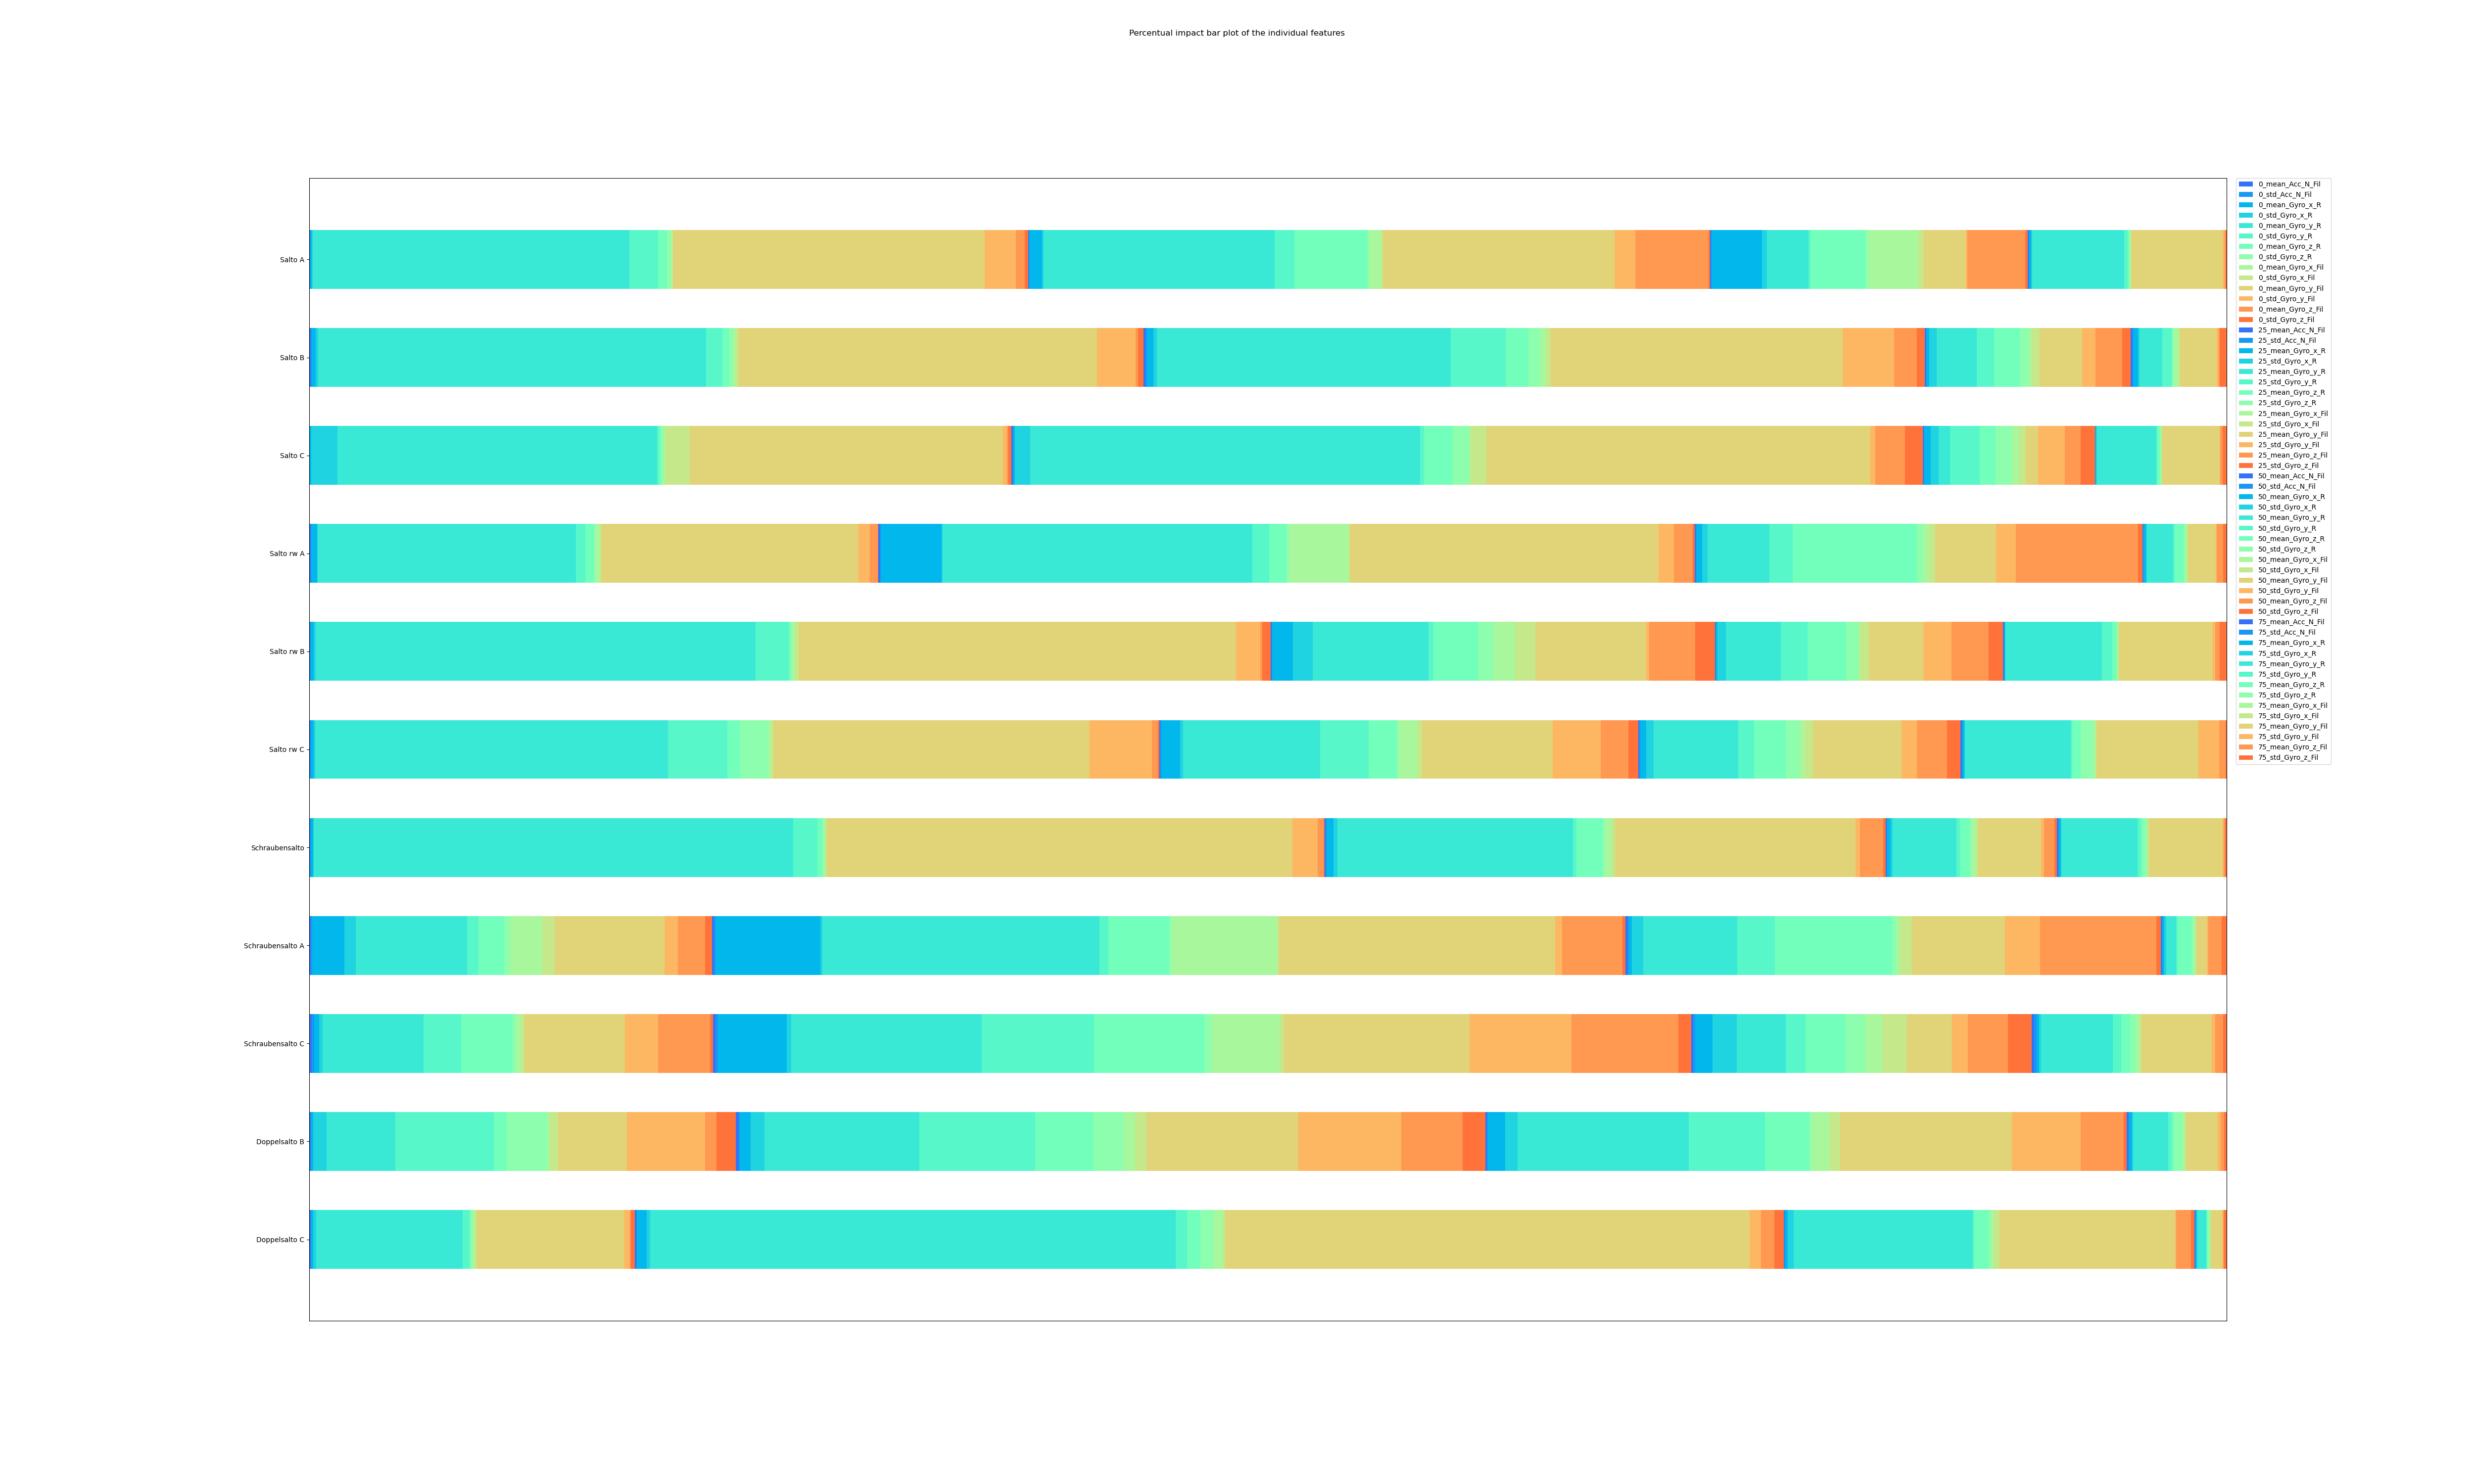 Percentual impact bar plot of the individual features
Salto A
Salto B
Salto C
Salto rw A
Salto rw B
Salto rw C
Schraubensalto
Schraubensalto A
Schraubensalto C
Doppelsalto B
Doppelsalto C
0_mean_Acc_N_Fil
0_std_Acc_N_Fil
0_mean_Gyro_x_R
0_std_Gyro_x_R
0_mean_Gyro_y_R
0_std_Gyro_y_R
0_mean_Gyro_z_R
0_std_Gyro_z_R
0_mean_Gyro_x_Fil
0_std_Gyro_x_Fil
0_mean_Gyro_y_Fil
0_std_Gyro_y_Fil
0_mean_Gyro_z_Fil
0_std_Gyro_z_Fil
25_mean_Acc_N_Fil
25_std_Acc_N_Fil
25_mean_Gyro_x_R
25_std_Gyro_x_R
25_mean_Gyro_y_R
25_std_Gyro_y_R
25_mean_Gyro_z_R
25_std_Gyro_z_R
25_mean_Gyro_x_Fil
25_std_Gyro_x_Fil
25_mean_Gyro_y_Fil
25_std_Gyro_y_Fil
25_mean_Gyro_z_Fil
25_std_Gyro_z_Fil
50_mean_Acc_N_Fil
50_std_Acc_N_Fil
50_mean_Gyro_x_R
50_std_Gyro_x_R
50_mean_Gyro_y_R
50_std_Gyro_y_R
50_mean_Gyro_z_R
50_std_Gyro_z_R
50_mean_Gyro_x_Fil
50_std_Gyro_x_Fil
50_mean_Gyro_y_Fil
50_std_Gyro_y_Fil
50_mean_Gyro_z_Fil
50_std_Gyro_z_Fil
75_mean_Acc_N_Fil
75_std_Acc_N_Fil
75_mean_Gyro_x_R
75_std_Gyro_x_R
75_mean_Gyro_y_R
75_std_Gyro_y_R
75_mean_Gyro_z_R
75_std_Gyro_z_R
75_mean_Gyro_x_Fil
75_std_Gyro_x_Fil
75_mean_Gyro_y_Fil
75_std_Gyro_y_Fil
75_mean_Gyro_z_Fil
75_std_Gyro_z_Fil